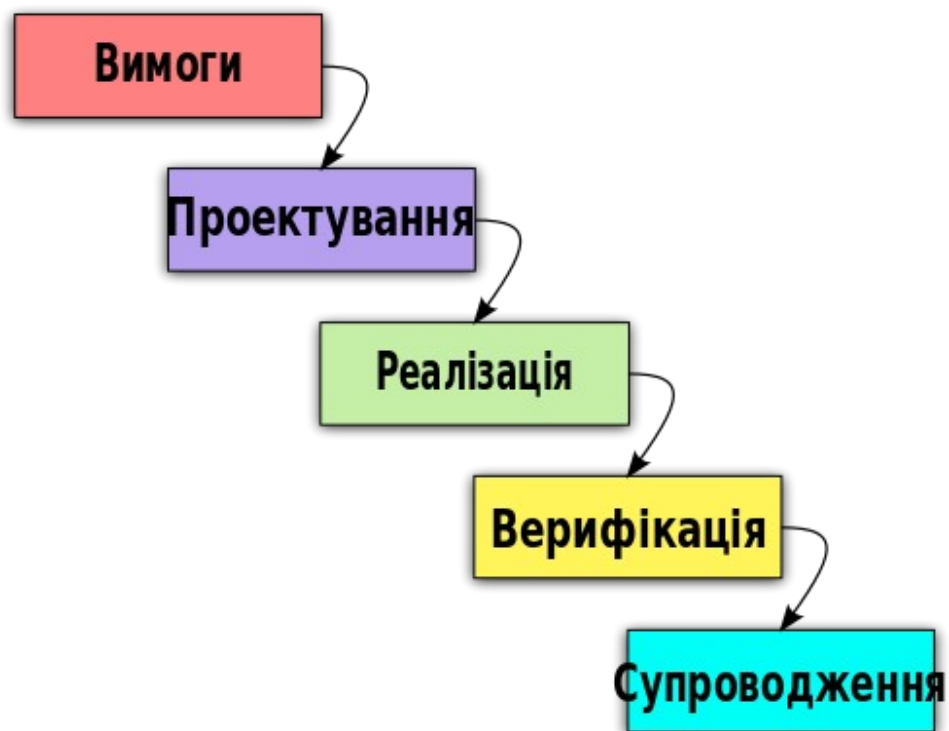 Вимоги
Проектування
Реалізація
Верифікація
Супроводження